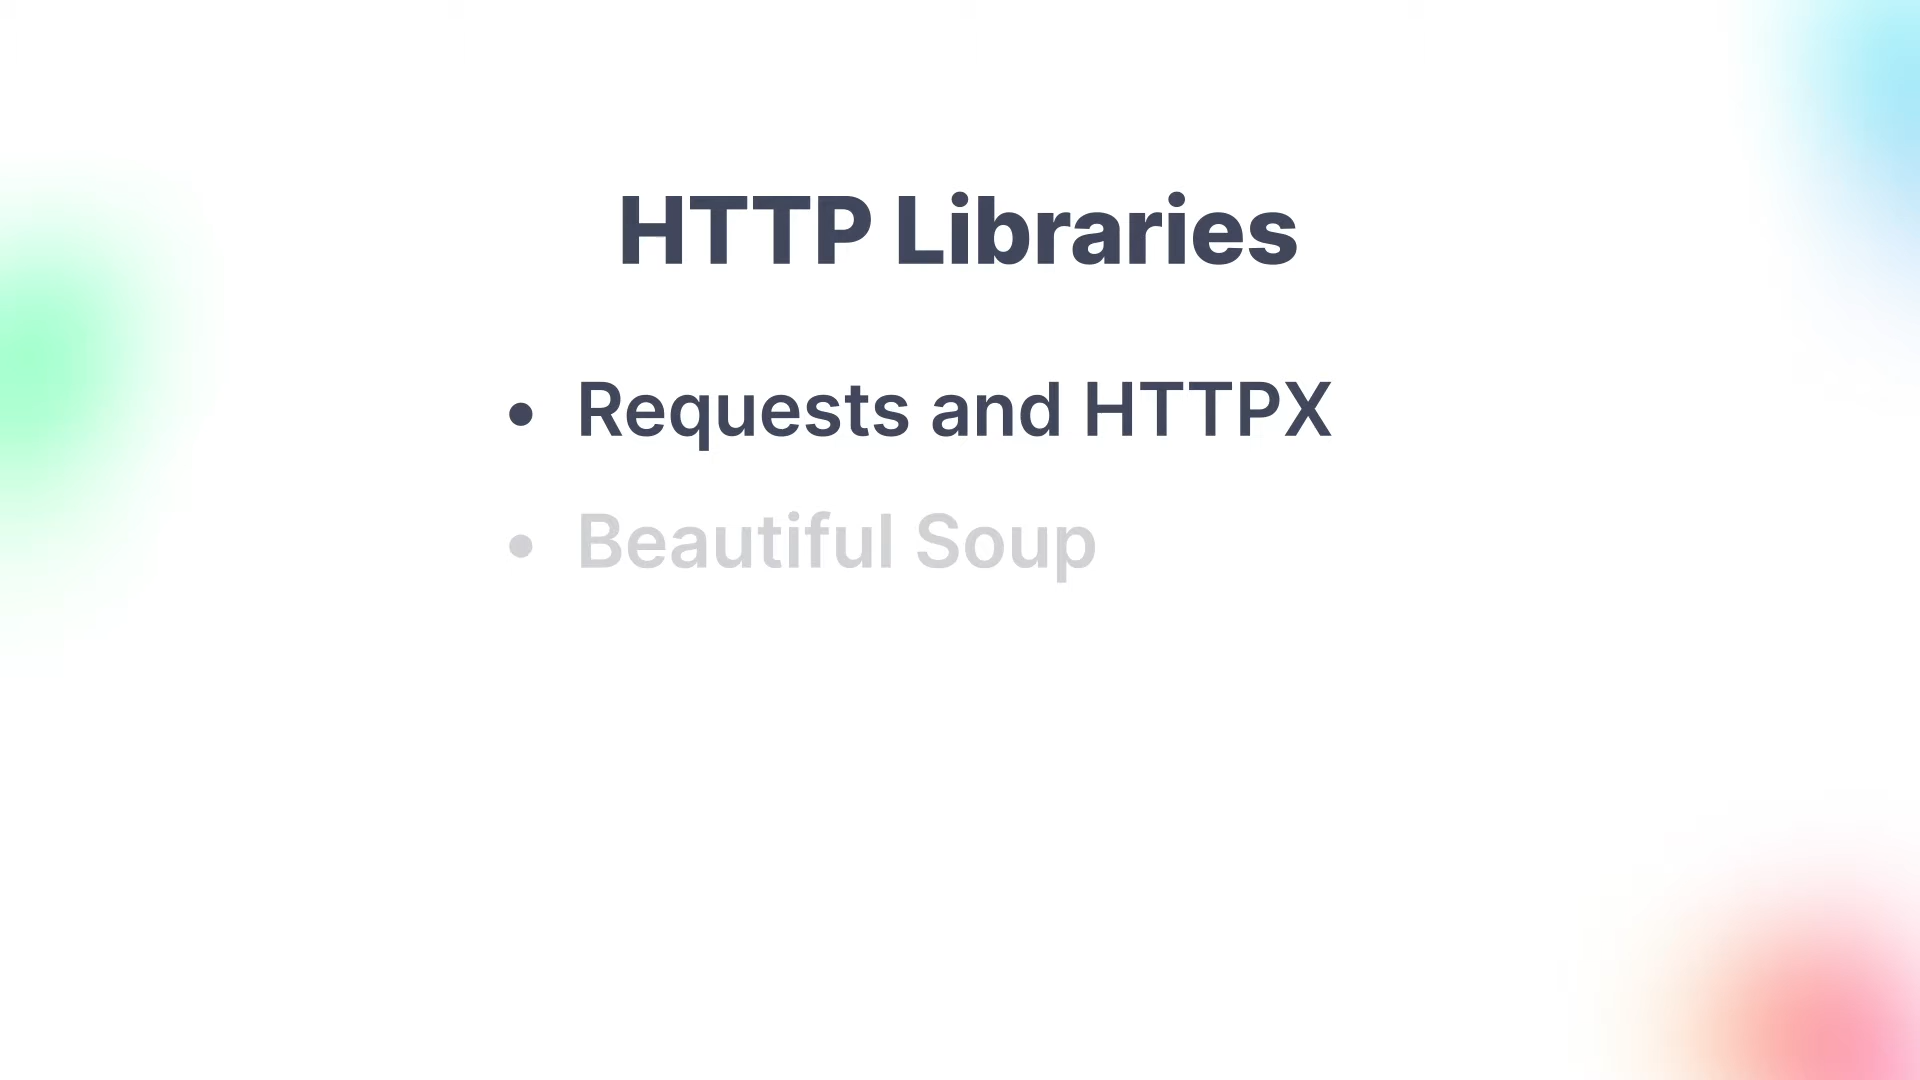 HTTP Libraries
• Requests and HTTPX
• Beautiful Soup